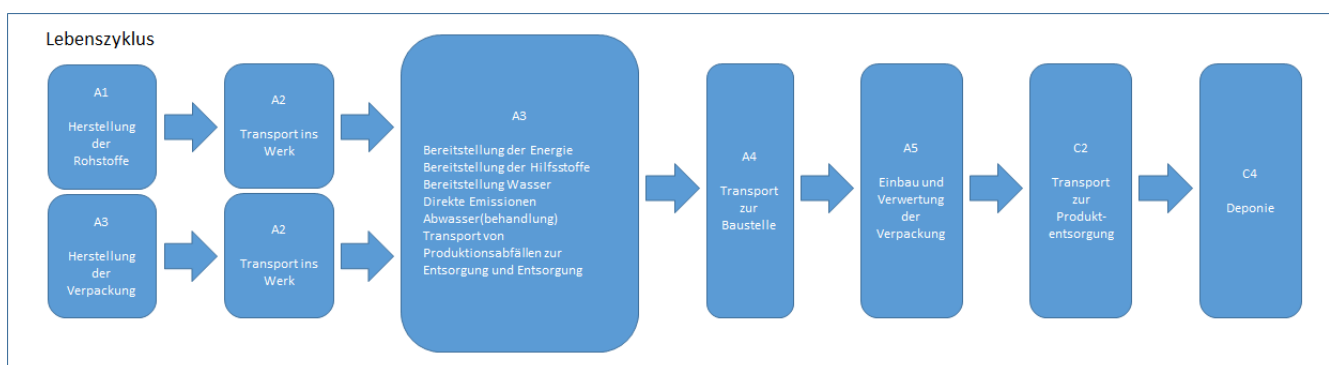 Lebenszyklus
A1
Herstellung
der
Rohstoffe
A2
Transport ins
Werk
A3
Herstellung
der
Verpackung
A2
Transport ins
Werk
A3
Bereitstellung der Energie
Bereitstellung der Hilfsstoffe
Bereitstellung Wasser
Direkte Emissionen
Abwasser(behandlung)
Transport von
Produktionsabfällen zur
Entsorgung und Entsorgung
A4
Transport
zur
Baustelle
A5
Einbau und
Verwertung
der
Verpackung
C2
Transport
zur
Produkt-
entsorgung
C4
Deponie